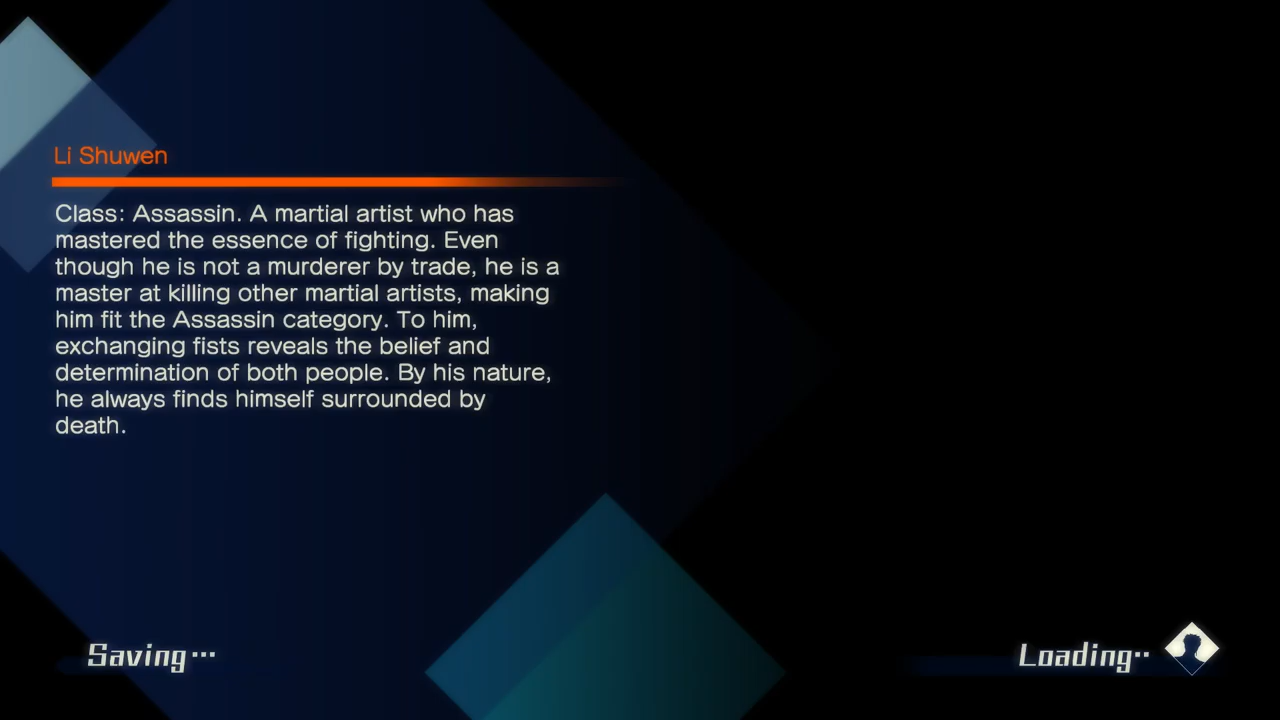 Li Shuwen
Class: Assassin. A martial artist who has
mastered the essence of fighting. Even
though he is not a murderer by trade, he is a
master at killing other martial artists, making
him fit the Assassin category. To him,
exchanging fists reveals the belief and
determination of both people. By his nature,
he always finds himself surrounded by
death.
Saving···
Loading··